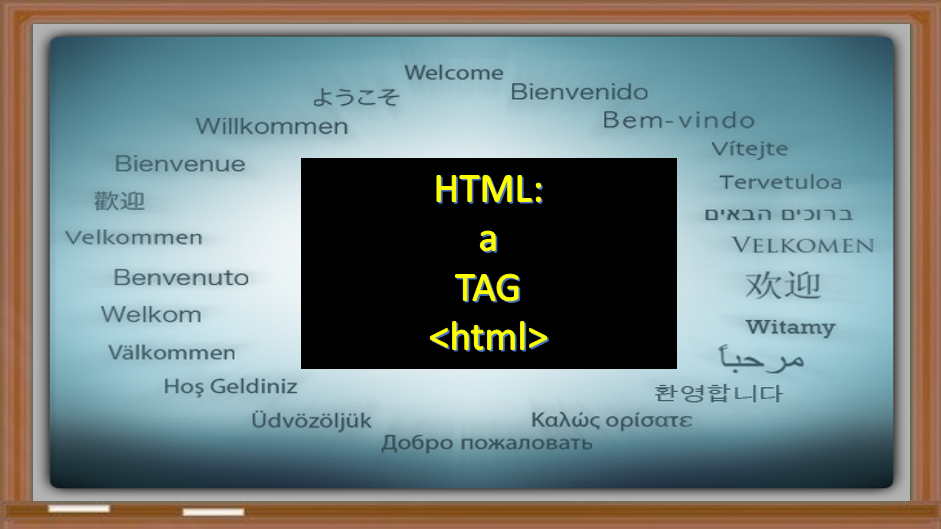 Welcome
ようこそ
Bienvenido
Willkommen
Bem-vindo
Bienvenue
Vítejte
歡迎
Tervetuloa
Velkommen
ברוכים הבאים
VELKOMEN
Benvenuto
欢迎
Welkom
Witamy
Välkommen
مرحباً
Hoş Geldiniz
환영합니다
Üdvözöljük
Καλώς ορίσατε
Добро пожаловать
HTML:
a
TAG
<html>